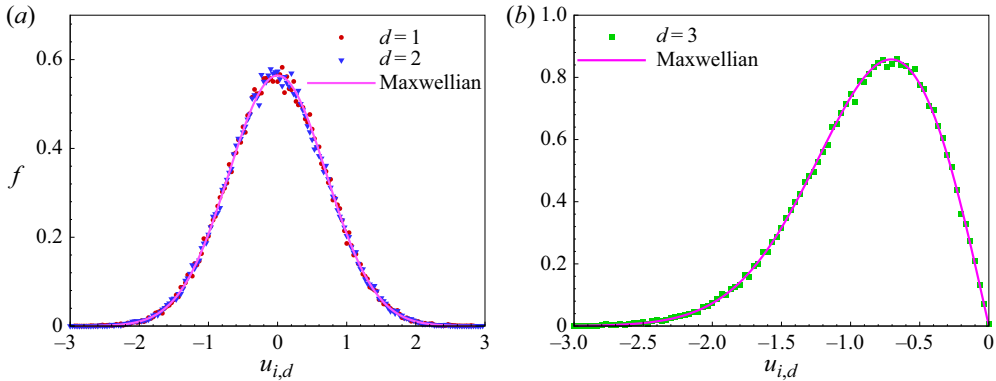 (a)
0.6
0.4
0.2
0
f
−3
−2
−1
0
1
2
3
u_{i,d}
d = 1
d = 2
Maxwellian
(b)
1.0
0.8
0.6
0.4
0.2
0
−3.0
−2.5
−2.0
−1.5
−1.0
−0.5
0
u_{i,d}
d = 3
Maxwellian